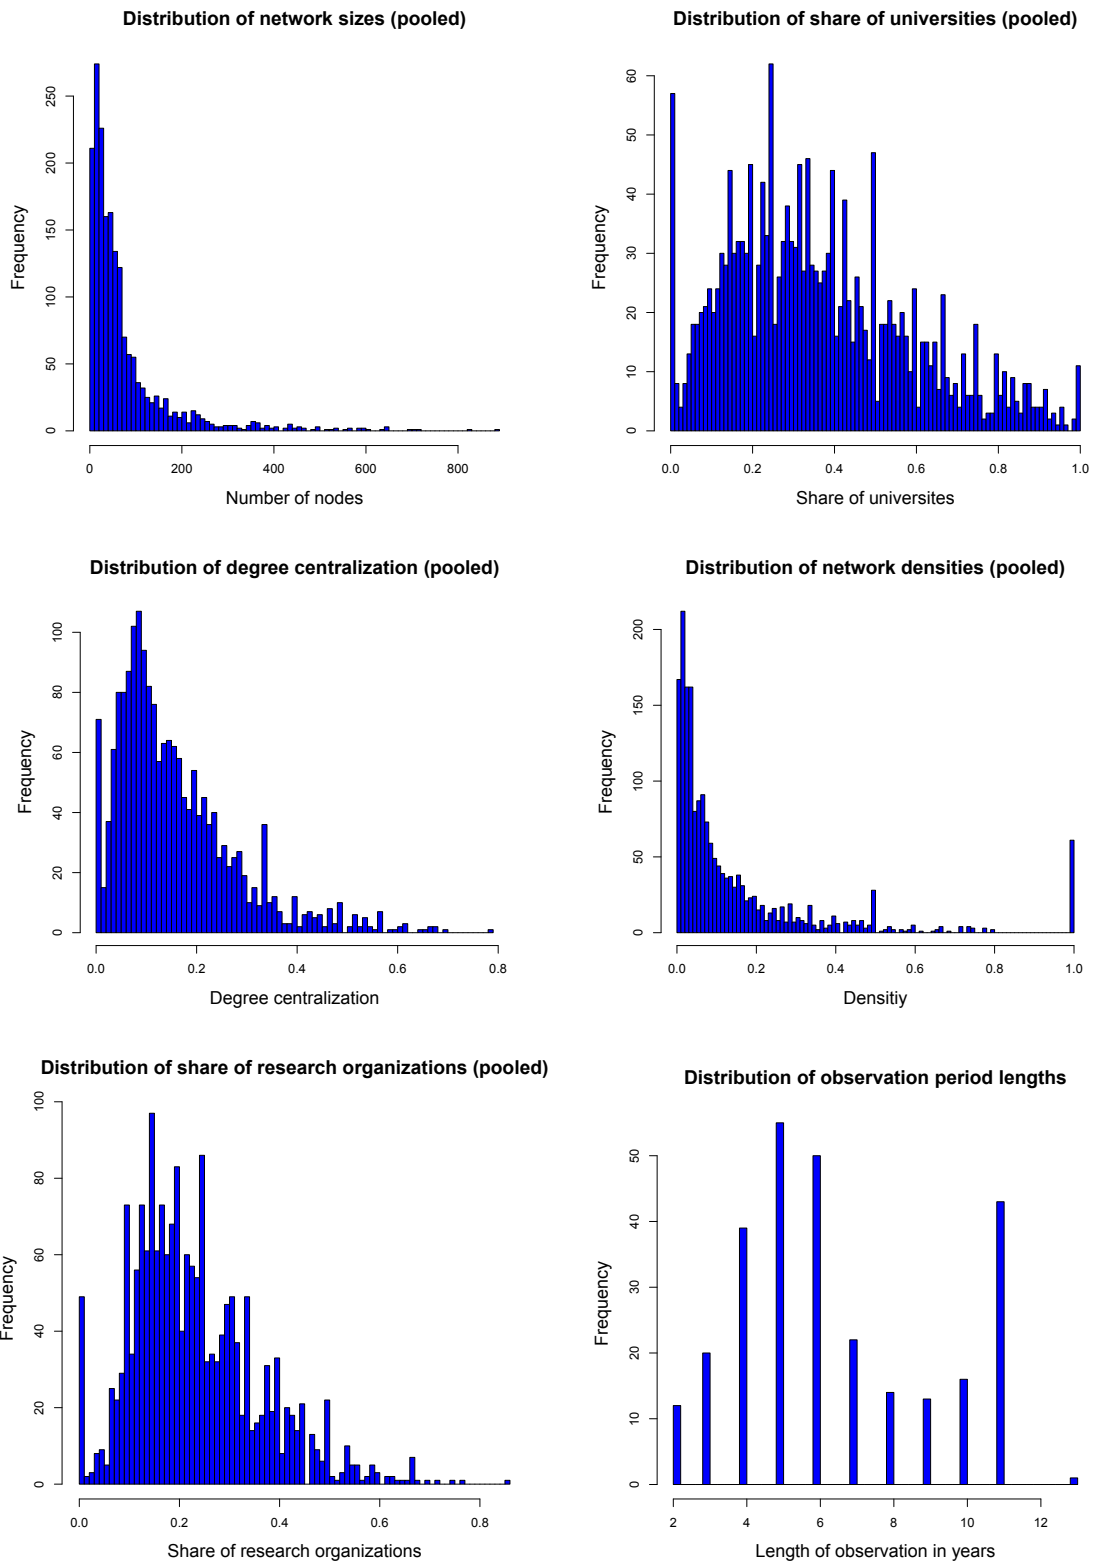 Distribution of network sizes (pooled)
Frequency
0 50 100 150 200 250
0 200 400 600 800
Number of nodes
Distribution of share of universities (pooled)
Frequency
0 10 20 30 40 50 60
0.0 0.2 0.4 0.6 0.8 1.0
Share of universites
Distribution of degree centralization (pooled)
Frequency
0 20 40 60 80 100
0.0 0.2 0.4 0.6 0.8
Degree centralization
Distribution of network densities (pooled)
Frequency
0 50 100 150 200
0.0 0.2 0.4 0.6 0.8 1.0
Densitiy
Distribution of share of research organizations (pooled)
Frequency
0 20 40 60 80 100
0.0 0.2 0.4 0.6 0.8
Share of research organizations
Distribution of observation period lengths
Frequency
0 10 20 30 40 50
2 4 6 8 10 12
Length of observation in years